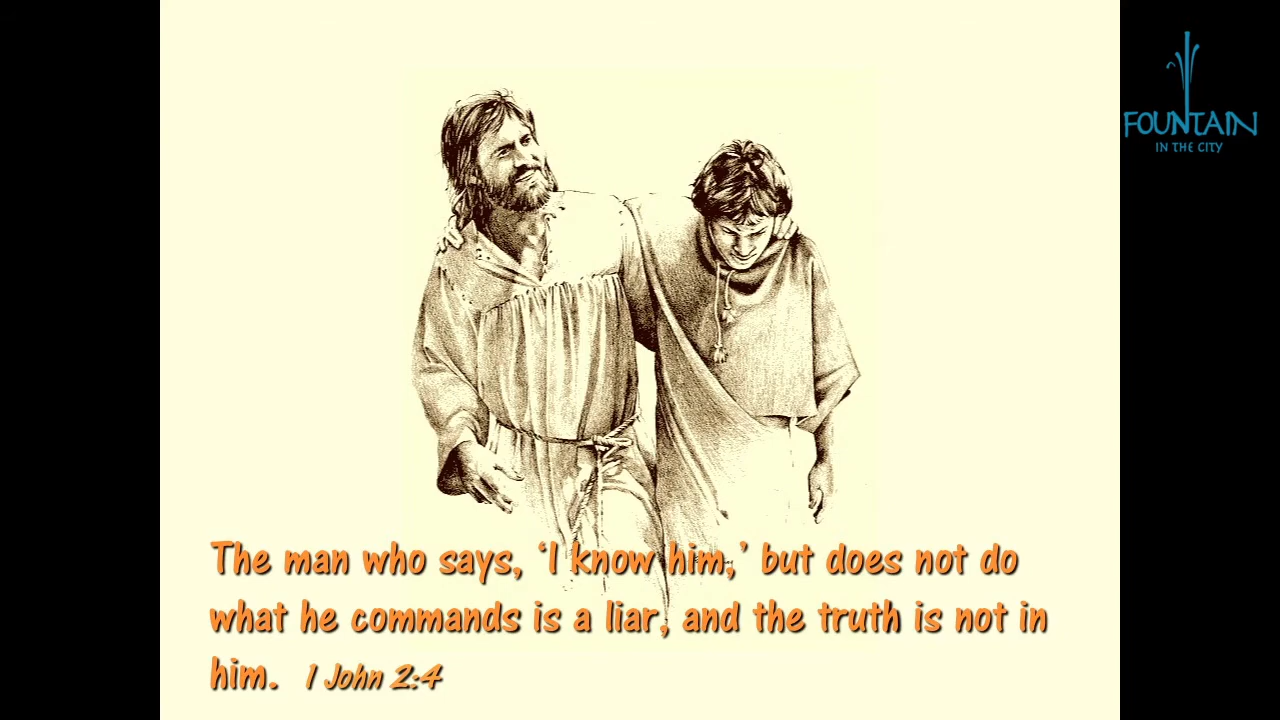 FOUNTAIN
IN THE CITY
The man who says, ‘I know him,’ but does not do
what he commands is a liar, and the truth is not in
him. 1 John 2:4